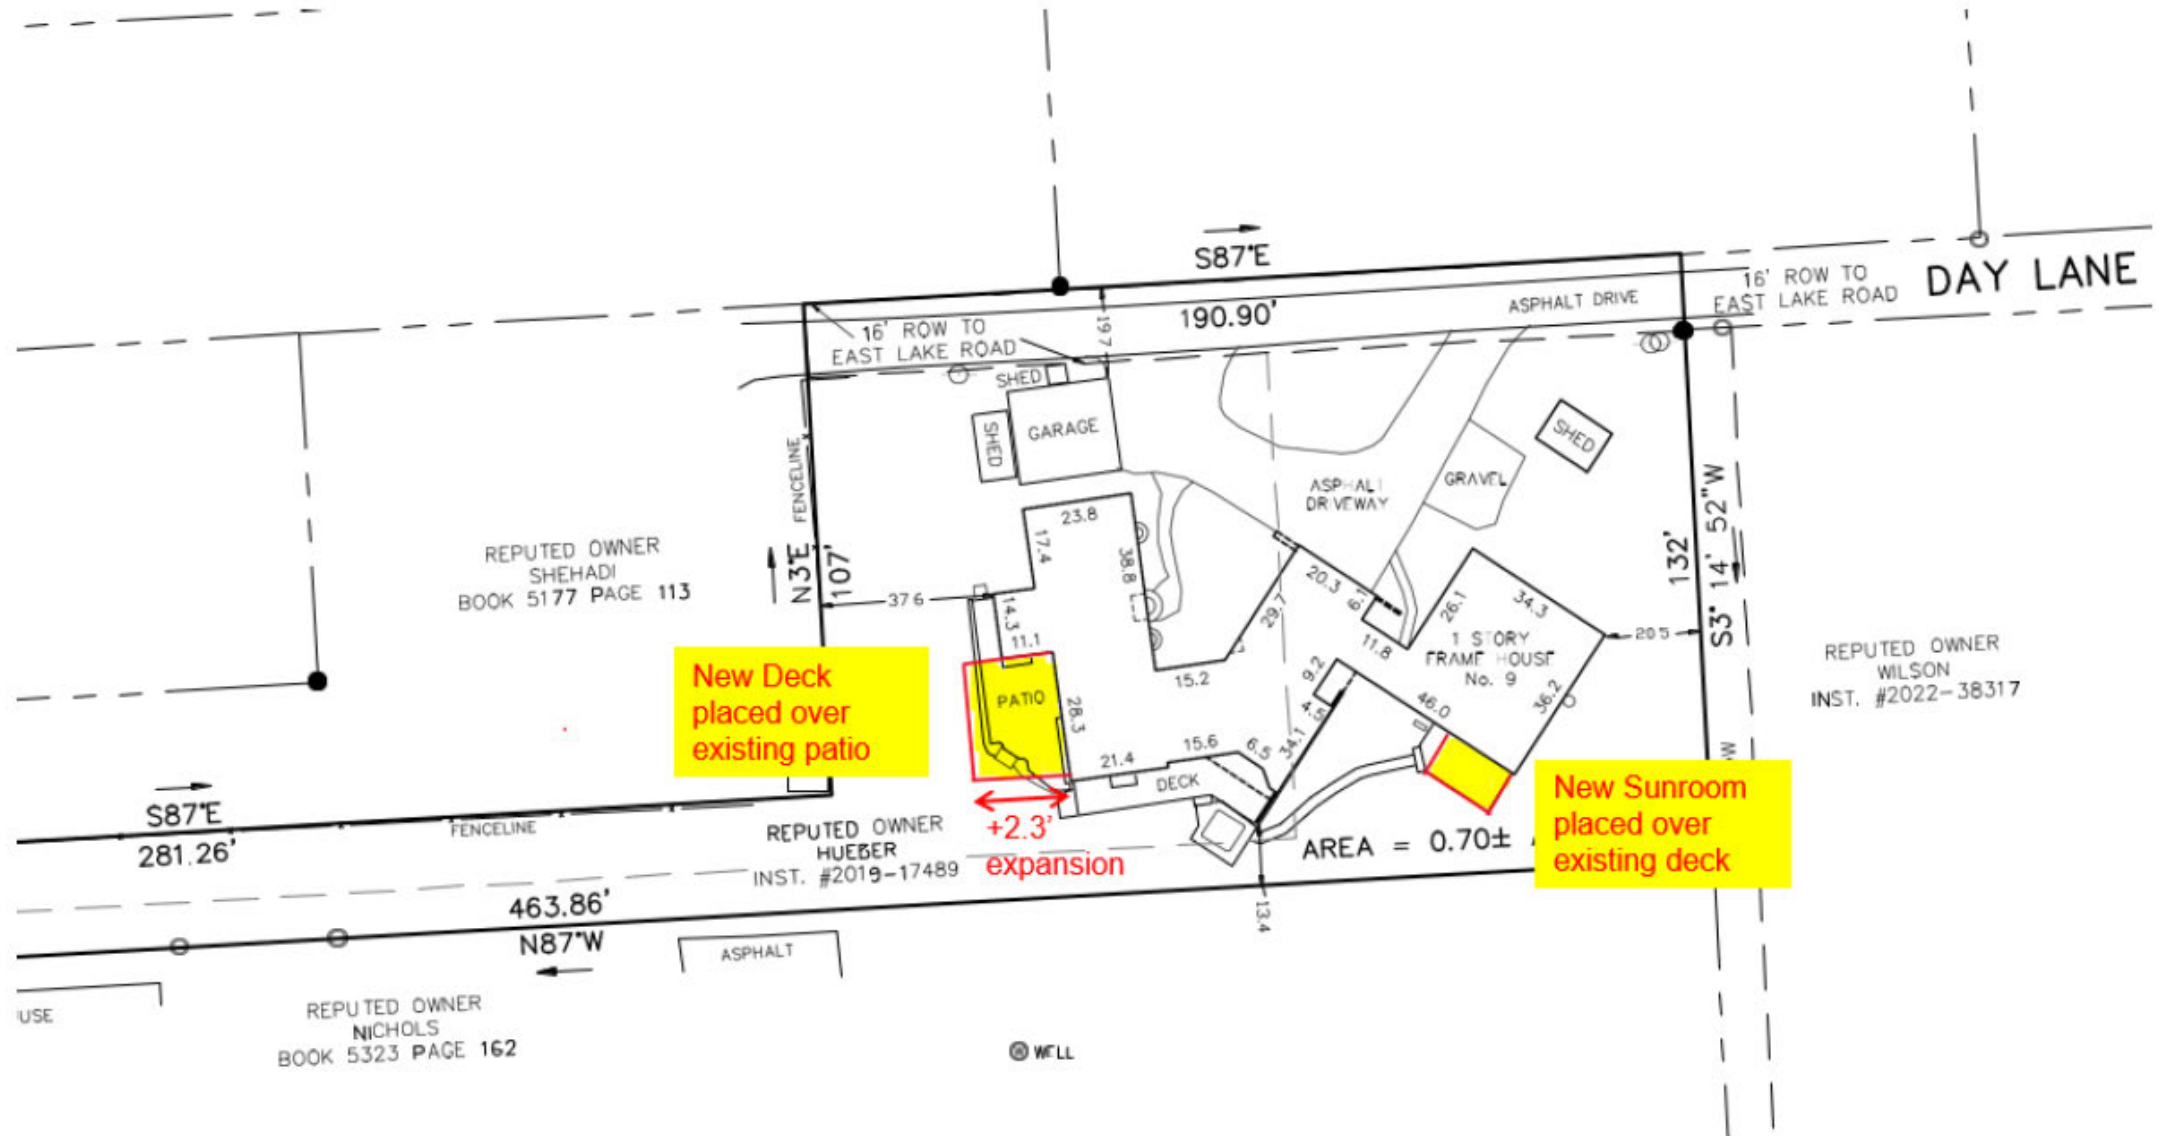 S87°E
190.90'
16' ROW TO
EAST LAKE ROAD
ASPHALT DRIVE
16' ROW TO
EAST LAKE ROAD
DAY LANE
19.7
SHED
SHED
GARAGE
SHED
FENCELINE
ASPHALT
DRIVEWAY
GRAVEL
23.8
17.4
38.8
REPUTED OWNER
SHEHADI
BOOK 5177 PAGE 113
N3°E
107'
37.6
14.3
11.1
20.3
29.7
6.1
11.8
26.1
34.3
1 STORY
FRAME HOUSE
No. 9
20.5
132'
S3° 14' 52"W
REPUTED OWNER
WILSON
INST. #2022-38317
New Deck
placed over
existing patio
PATIO
28.3
15.2
9.2
4.5
34.1
46.0
36.2
21.4
15.6
6.5
DECK
New Sunroom
placed over
existing deck
+2.3'
expansion
S87°E
281.26'
FENCELINE
REPUTED OWNER
HUEBER
INST. #2019-17489
AREA = 0.70±
463.86'
N87°W
13.4
ASPHALT
USE
REPUTED OWNER
NICHOLS
BOOK 5323 PAGE 162
WELL